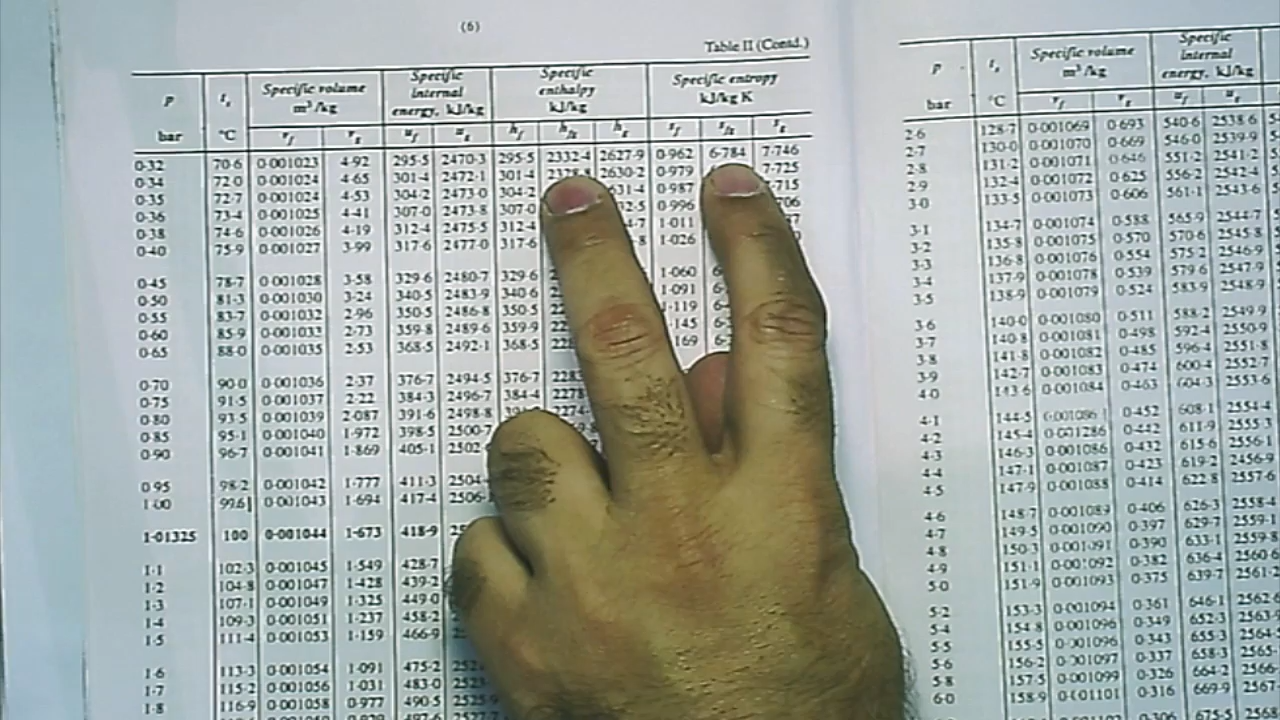 (6)
Table II (Contd.)
p t_s Specific volume m³/kg Specific internal energy, kJ/kg Specific enthalpy kJ/kg Specific entropy kJ/kg K
bar °C v_f v_g u_f u_g h_f h_fg h_g s_f s_fg s_g
0·32 70·6 0·001023 4·92 295·5 2470·3 295·5 2332·4 2627·9 0·962 6·784 7·746
0·34 72·0 0·001024 4·65 301·4 2472·1 301·4 2630·2 0·979 7·725
0·35 72·7 0·001024 4·53 304·2 2473·0 304·2 0·987
0·36 73·4 0·001025 4·41 307·0 2473·8 307·0 0·996
0·38 74·6 0·001026 4·19 312·4 2475·5 312·4 1·011
0·40 75·9 0·001027 3·99 317·6 2477·0 317·6 1·026
0·45 78·7 0·001028 3·58 329·6 2480·7 329·6 1·060
0·50 81·3 0·001030 3·24 340·5 2483·9 340·6 1·091
0·55 83·7 0·001032 2·96 350·5 2486·8 350·5
0·60 85·9 0·001033 2·73 359·8 2489·6 359·9
0·65 88·0 0·001035 2·53 368·5 2492·1 368·5
0·70 90·0 0·001036 2·37 376·7 2494·5 376·7
0·75 91·5 0·001037 2·22 384·3 2496·7 384·4
0·80 93·5 0·001039 2·087 391·6 2498·8
0·85 95·1 0·001040 1·972 398·5 2500·7
0·90 96·7 0·001041 1·869 405·1
0·95 98·2 0·001042 1·777 411·3
1·00 99·61 0·001043 1·694 417·4
1·01325 100 0·001044 1·673 418·9
1·1 102·3 0·001045 1·549 428·7
1·2 104·8 0·001047 1·428 439·2
1·3 107·1 0·001049 1·325 449·0
1·4 109·3 0·001051 1·237 458·2
1·5 111·4 0·001053 1·159 466·9
1·6 113·3 0·001054 1·091 475·2
1·7 115·2 0·001056 1·031 483·0
1·8 116·9 0·001058 0·977 490·5
p t_s Specific volume m³/kg Specific internal energy, kJ/kg
bar °C v_f v_g u_f u_g
2·6 128·7 0·001069 0·693 540·6 2538·6
2·7 130·0 0·001070 0·669 546·0 2539·9
2·8 131·2 0·001071 0·646 551·2 2541·2
2·9 132·4 0·001072 0·625 556·2 2542·4
3·0 133·5 0·001073 0·606 561·1 2543·6
3·1 134·7 0·001074 0·588 565·9 2544·7
3·2 135·8 0·001075 0·570 570·6 2545·8
3·3 136·8 0·001076 0·554 575·2 2546·9
3·4 137·9 0·001078 0·539 579·6 2547·9
3·5 138·9 0·001079 0·524 583·9 2548·9
3·6 140·0 0·001080 0·511 588·2 2549·9
3·7 140·8 0·001081 0·498 592·4 2550·9
3·8 141·8 0·001082 0·485 596·4 2551·8
3·9 142·7 0·001083 0·474 600·4 2552·7
4·0 143·6 0·001084 0·463 604·3 2553·6
4·1 144·5 0·001086 0·452 608·1 2554·4
4·2 145·4 0·001286 0·442 611·9 2555·3
4·3 146·3 0·001086 0·432 615·6 2556·1
4·4 147·1 0·001087 0·423 619·2 2456·9
4·5 147·9 0·001088 0·414 622·8 2557·6
4·6 148·7 0·001089 0·406 626·3 2558·4
4·7 149·5 0·001090 0·397 629·7 2559·1
4·8 150·3 0·001091 0·390 633·1 2559·8
4·9 151·1 0·001092 0·382 636·4 2560·6
5·0 151·9 0·001093 0·375 639·7 2561·2
5·2 153·3 0·001094 0·361 646·1
5·4 154·8 0·001096 0·349 652·3
5·5 155·5 0·001096 0·343 655·3
5·6 156·2 0·001097 0·337 658·3
5·8 157·5 0·001099 0·326 664·2
6·0 158·9 0·001101 0·316 669·9